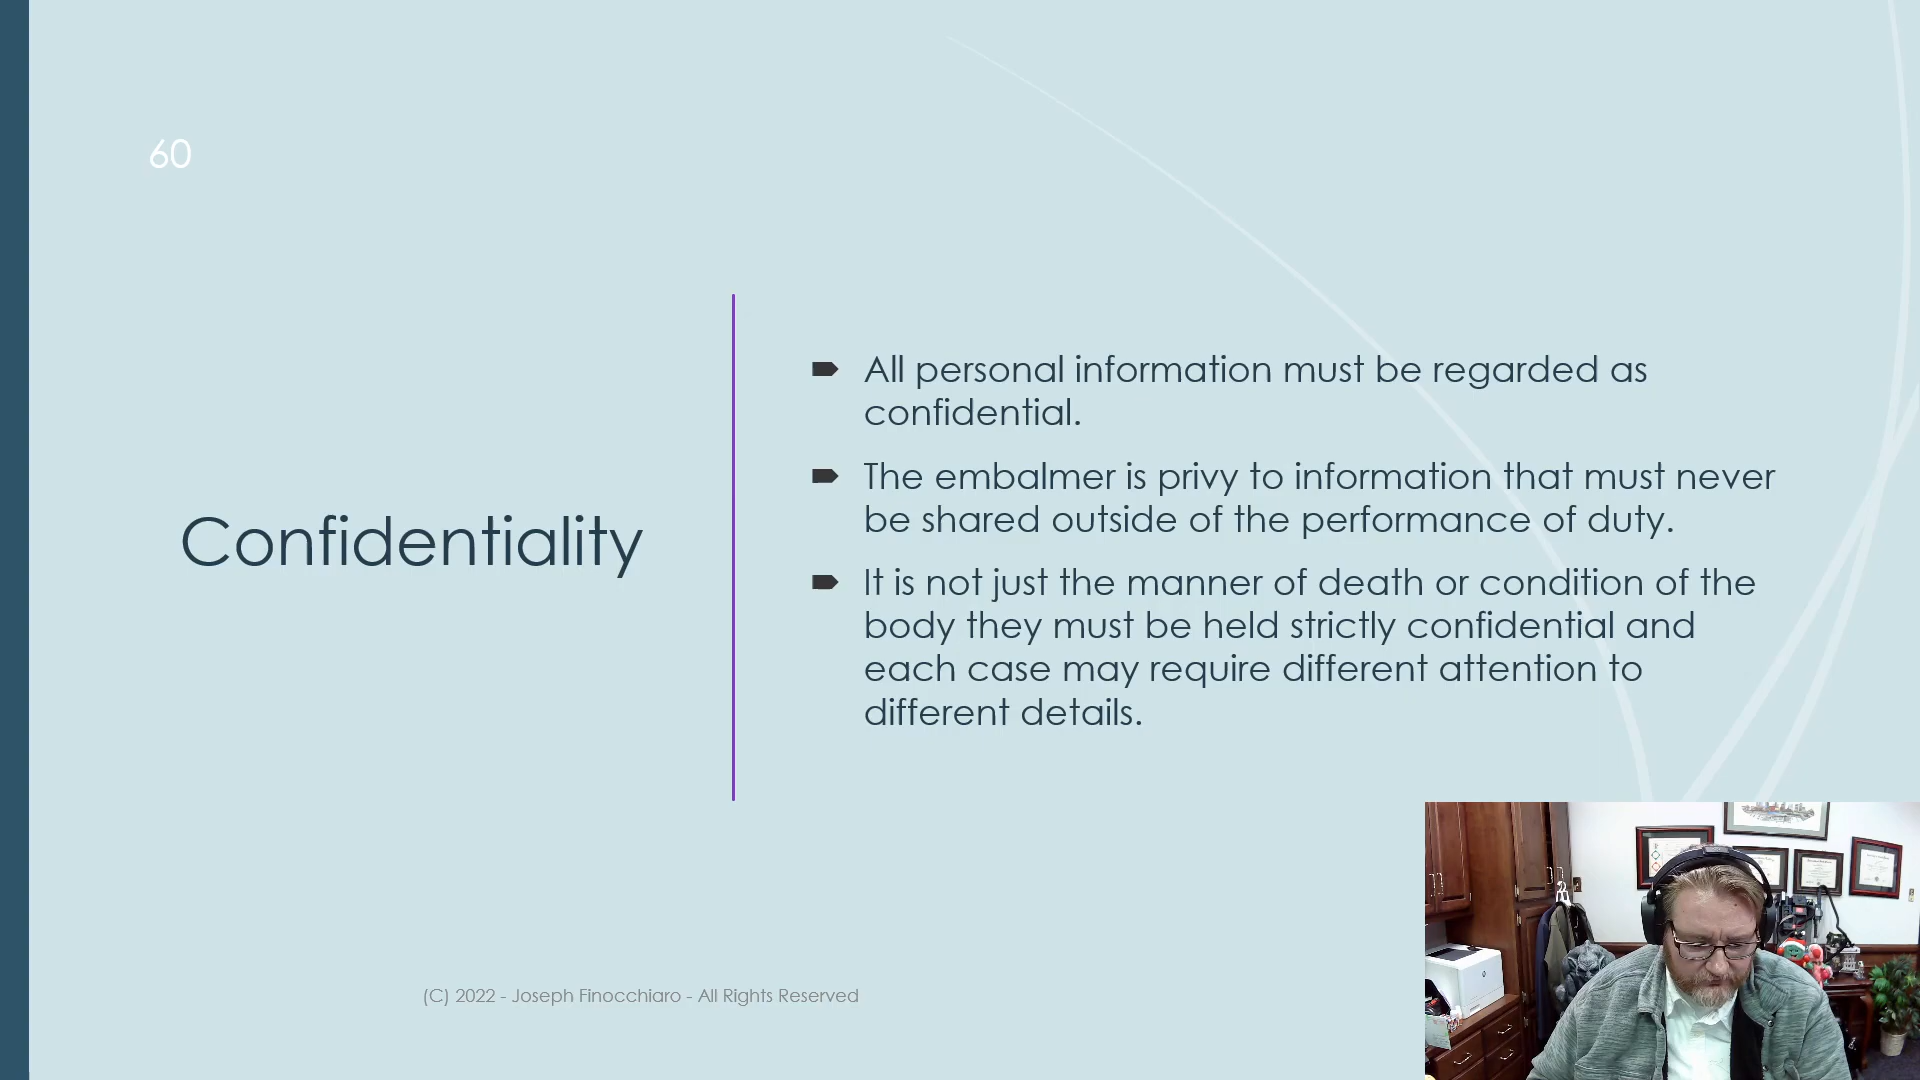 60
Confidentiality
All personal information must be regarded as
confidential.
The embalmer is privy to information that must never
be shared outside of the performance of duty.
It is not just the manner of death or condition of the
body they must be held strictly confidential and
each case may require different attention to
different details.
(C) 2022 - Joseph Finocchiaro - All Rights Reserved